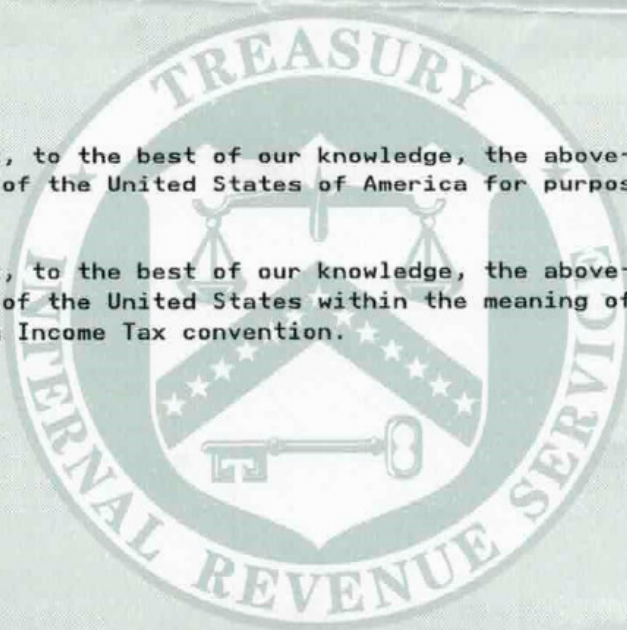 TREASURY
, to the best of our knowledge, the above-
of the United States of America for purpos
, to the best of our knowledge, the above-
of the United States within the meaning of
Income Tax convention.
INTERNAL REVENUE SERVICE